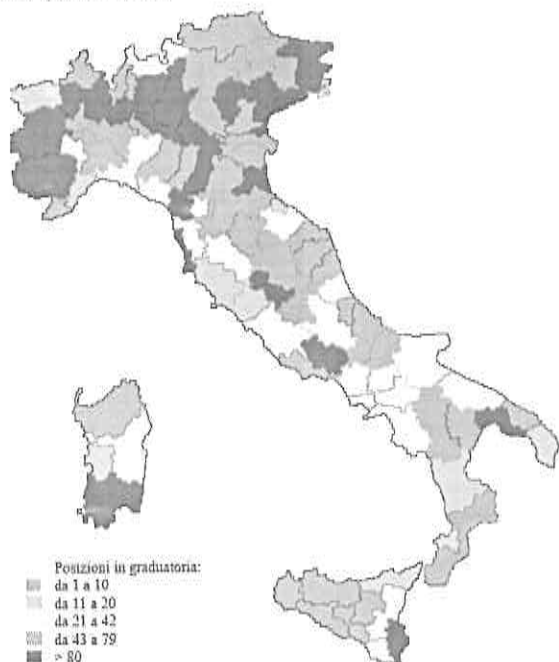 Posizioni in graduatoria:
da 1 a 10
da 11 a 20
da 21 a 42
da 43 a 79
> 80